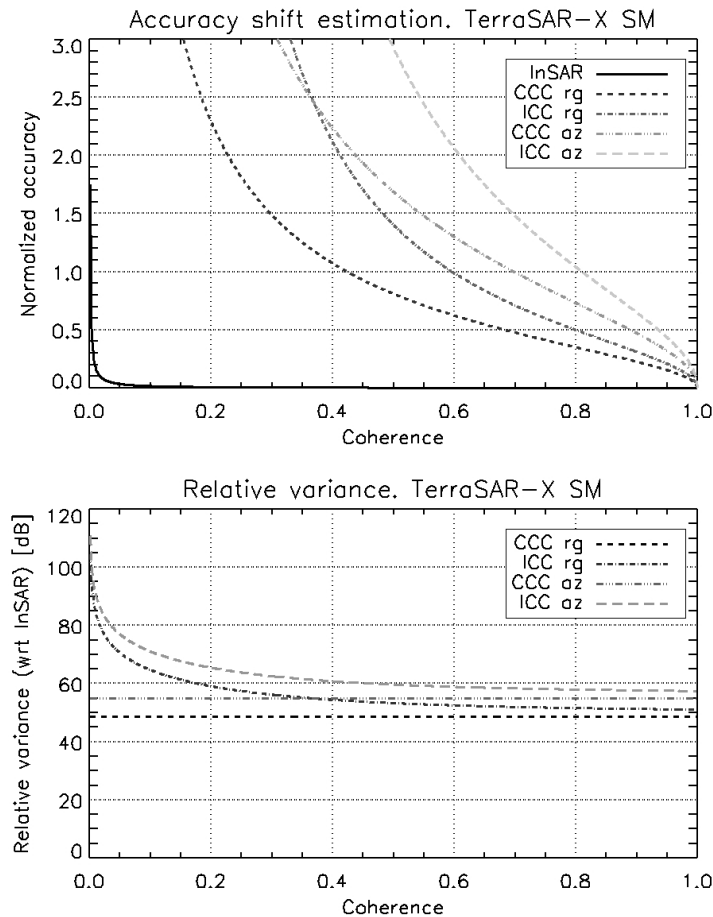 Accuracy shift estimation. TerraSAR-X SM
Normalized accuracy
3.0
2.5
2.0
1.5
1.0
0.5
0.0
InSAR
CCC rg
ICC rg
CCC az
ICC az
0.0 0.2 0.4 0.6 0.8 1.0
Coherence
Relative variance. TerraSAR-X SM
Relative variance (wrt InSAR) [dB]
120
100
80
60
40
20
0
CCC rg
ICC rg
CCC az
ICC az
0.0 0.2 0.4 0.6 0.8 1.0
Coherence